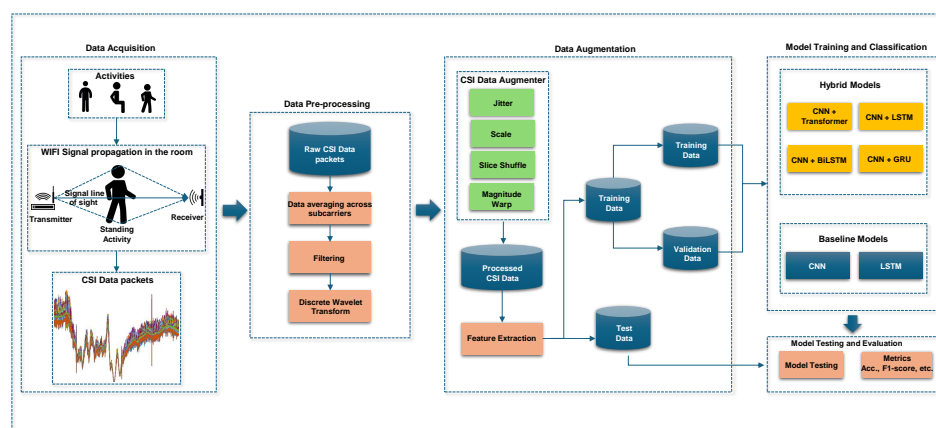 Data Acquisition
Activities
WIFI Signal propagation in the room
Signal line
of sight
Transmitter
Receiver
Standing
Activity
CSI Data packets
Data Pre-processing
Raw CSI Data
packets
Data averaging across
subcarriers
Filtering
Discrete Wavelet
Transform
Data Augmentation
CSI Data Augmenter
Jitter
Scale
Slice Shuffle
Magnitude
Warp
Processed
CSI Data
Feature Extraction
Training
Data
Training
Data
Validation
Data
Test
Data
Model Training and Classification
Hybrid Models
CNN +
Transformer
CNN + LSTM
CNN + BiLSTM
CNN + GRU
Baseline Models
CNN
LSTM
Model Testing and Evaluation
Model Testing
Metrics
Acc., F1-score, etc.